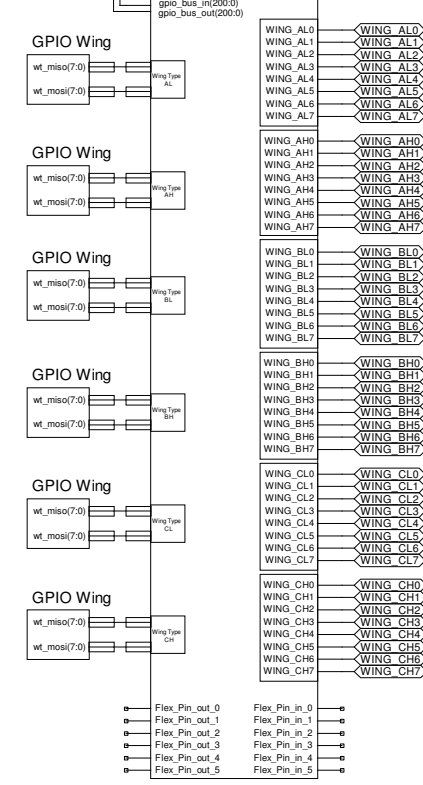 gpio_bus_in(200:0)
gpio_bus_out(200:0)
GPIO Wing
wt_miso(7:0)
wt_mosi(7:0)
Wing Type
AL
WING_AL0 WING_AL0
WING_AL1 WING_AL1
WING_AL2 WING_AL2
WING_AL3 WING_AL3
WING_AL4 WING_AL4
WING_AL5 WING_AL5
WING_AL6 WING_AL6
WING_AL7 WING_AL7
GPIO Wing
wt_miso(7:0)
wt_mosi(7:0)
Wing Type
AH
WING_AH0 WING_AH0
WING_AH1 WING_AH1
WING_AH2 WING_AH2
WING_AH3 WING_AH3
WING_AH4 WING_AH4
WING_AH5 WING_AH5
WING_AH6 WING_AH6
WING_AH7 WING_AH7
GPIO Wing
wt_miso(7:0)
wt_mosi(7:0)
Wing Type
BL
WING_BL0 WING_BL0
WING_BL1 WING_BL1
WING_BL2 WING_BL2
WING_BL3 WING_BL3
WING_BL4 WING_BL4
WING_BL5 WING_BL5
WING_BL6 WING_BL6
WING_BL7 WING_BL7
GPIO Wing
wt_miso(7:0)
wt_mosi(7:0)
Wing Type
BH
WING_BH0 WING_BH0
WING_BH1 WING_BH1
WING_BH2 WING_BH2
WING_BH3 WING_BH3
WING_BH4 WING_BH4
WING_BH5 WING_BH5
WING_BH6 WING_BH6
WING_BH7 WING_BH7
GPIO Wing
wt_miso(7:0)
wt_mosi(7:0)
Wing Type
CL
WING_CL0 WING_CL0
WING_CL1 WING_CL1
WING_CL2 WING_CL2
WING_CL3 WING_CL3
WING_CL4 WING_CL4
WING_CL5 WING_CL5
WING_CL6 WING_CL6
WING_CL7 WING_CL7
GPIO Wing
wt_miso(7:0)
wt_mosi(7:0)
Wing Type
CH
WING_CH0 WING_CH0
WING_CH1 WING_CH1
WING_CH2 WING_CH2
WING_CH3 WING_CH3
WING_CH4 WING_CH4
WING_CH5 WING_CH5
WING_CH6 WING_CH6
WING_CH7 WING_CH7
Flex_Pin_out_0 Flex_Pin_in_0
Flex_Pin_out_1 Flex_Pin_in_1
Flex_Pin_out_2 Flex_Pin_in_2
Flex_Pin_out_3 Flex_Pin_in_3
Flex_Pin_out_4 Flex_Pin_in_4
Flex_Pin_out_5 Flex_Pin_in_5